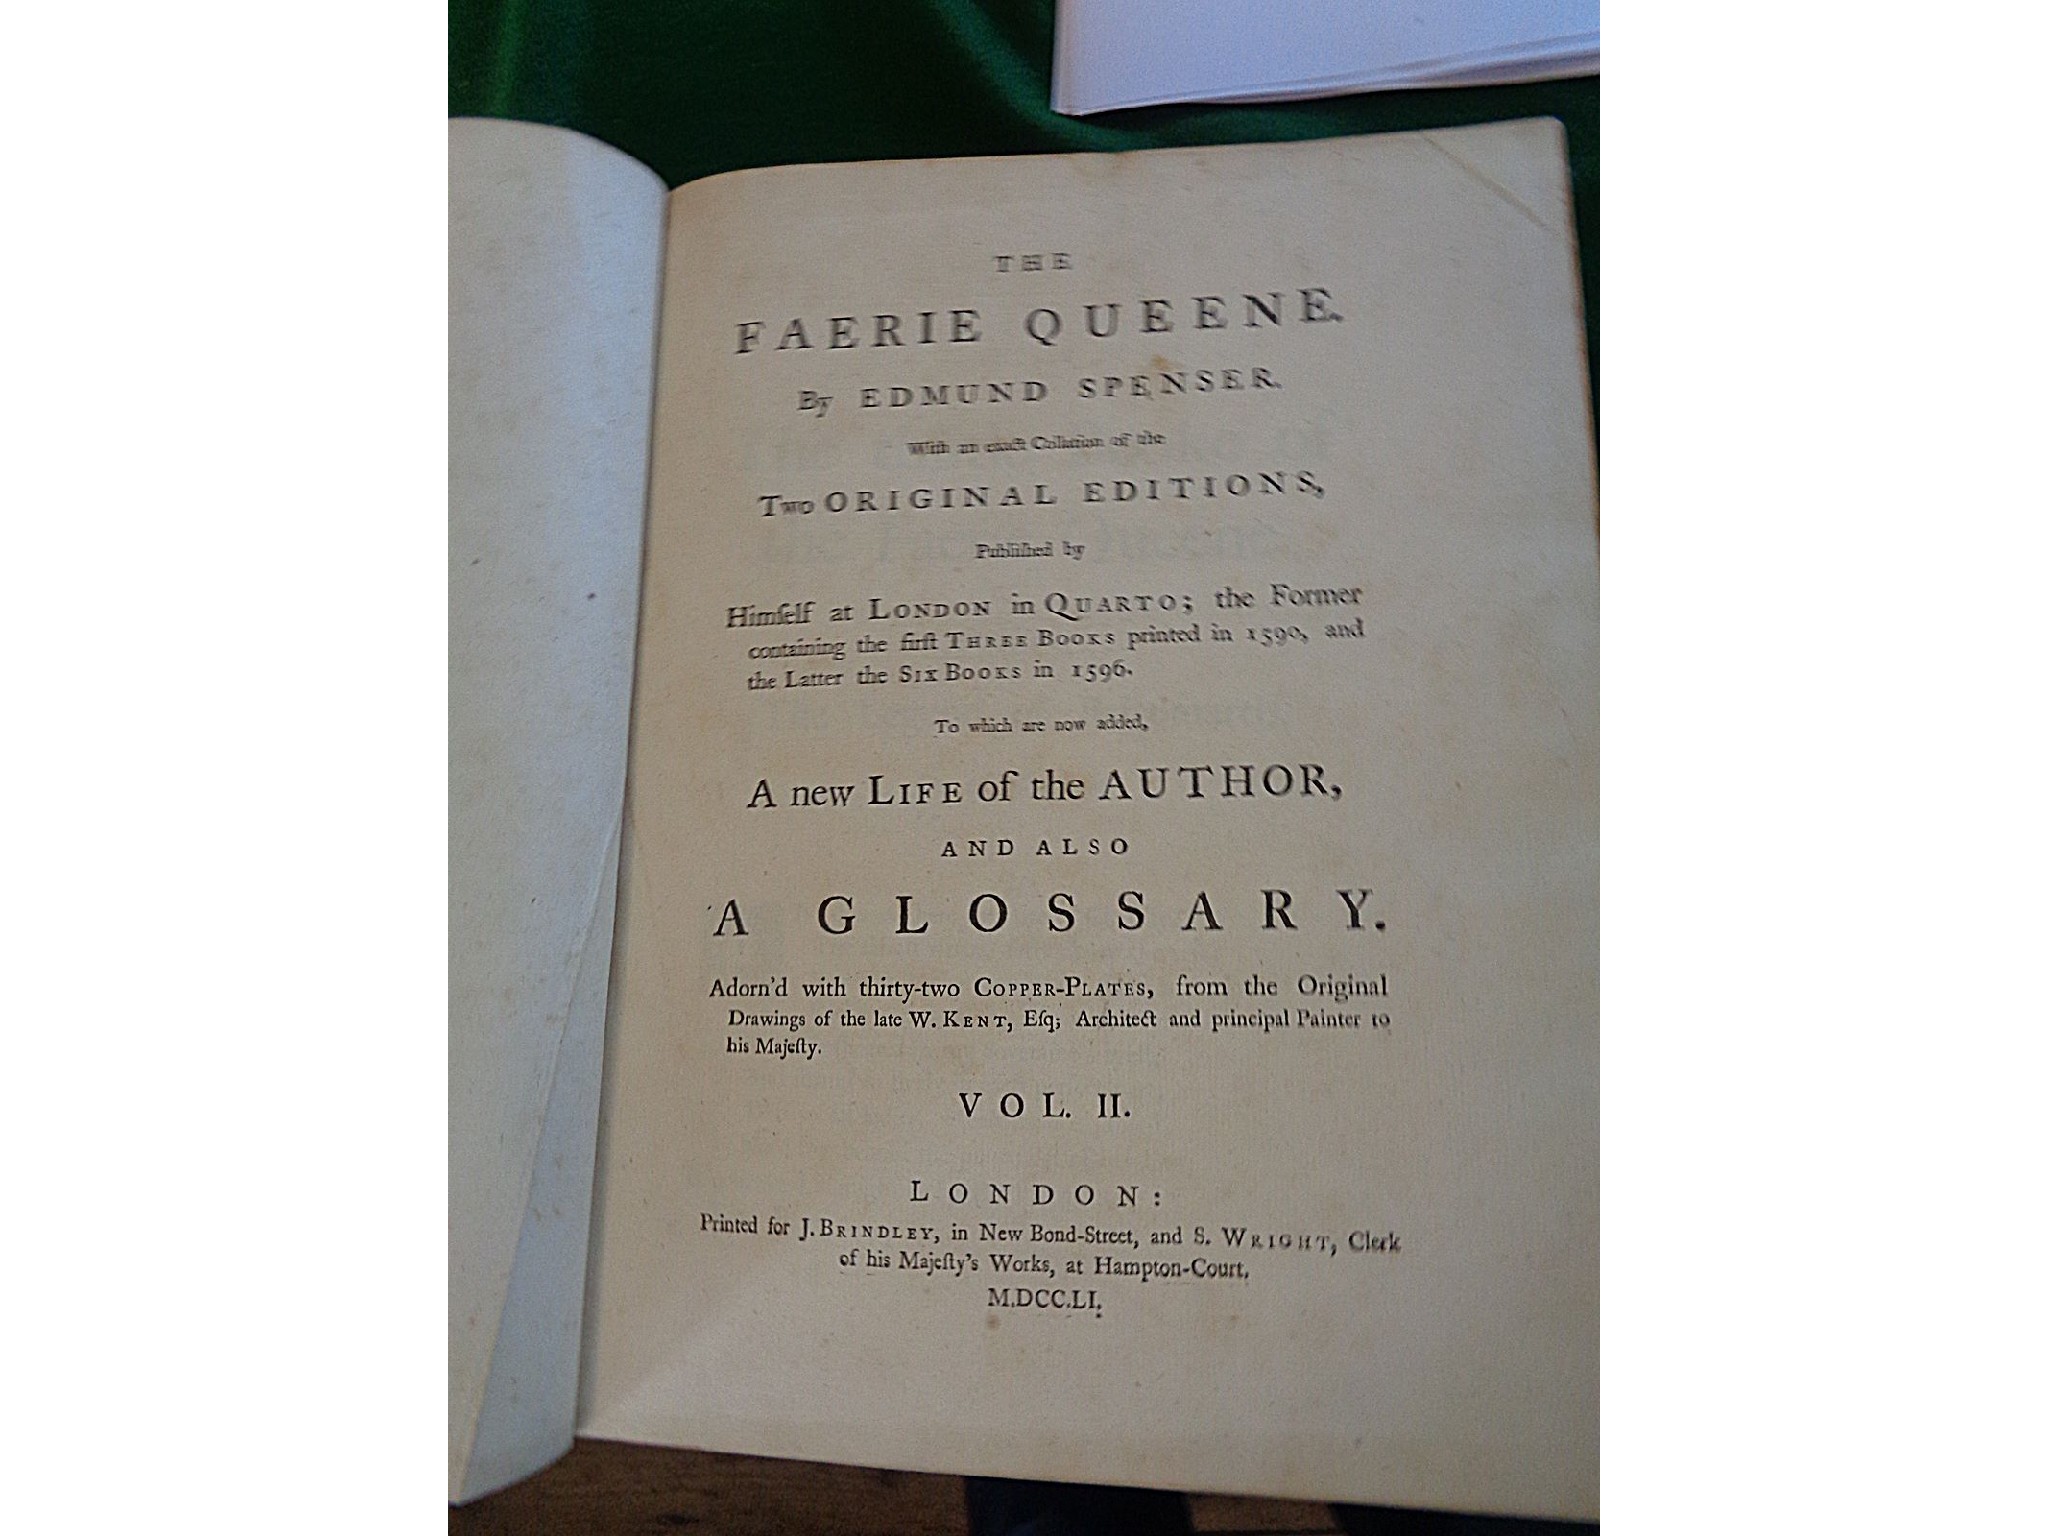 THE
FAERIE QUEENE.
By EDMUND SPENSER.
With an exact Collation of the
Two ORIGINAL EDITIONS,
Publiſhed by
Himſelf at LONDON in QUARTO; the Former
containing the firſt THREE BOOKS printed in 1590, and
the Latter the SIX BOOKS in 1596.
To which are now added,
A new LIFE of the AUTHOR,
AND ALSO
A GLOSSARY.
Adorn'd with thirty-two COPPER-PLATES, from the Original
Drawings of the late W. KENT, Eſq; Architect and principal Painter to
his Majeſty.
VOL. II.
LONDON:
Printed for J. BRINDLEY, in New Bond-Street, and S. WRIGHT, Clerk
of his Majeſty's Works, at Hampton-Court.
M.DCC.LI.